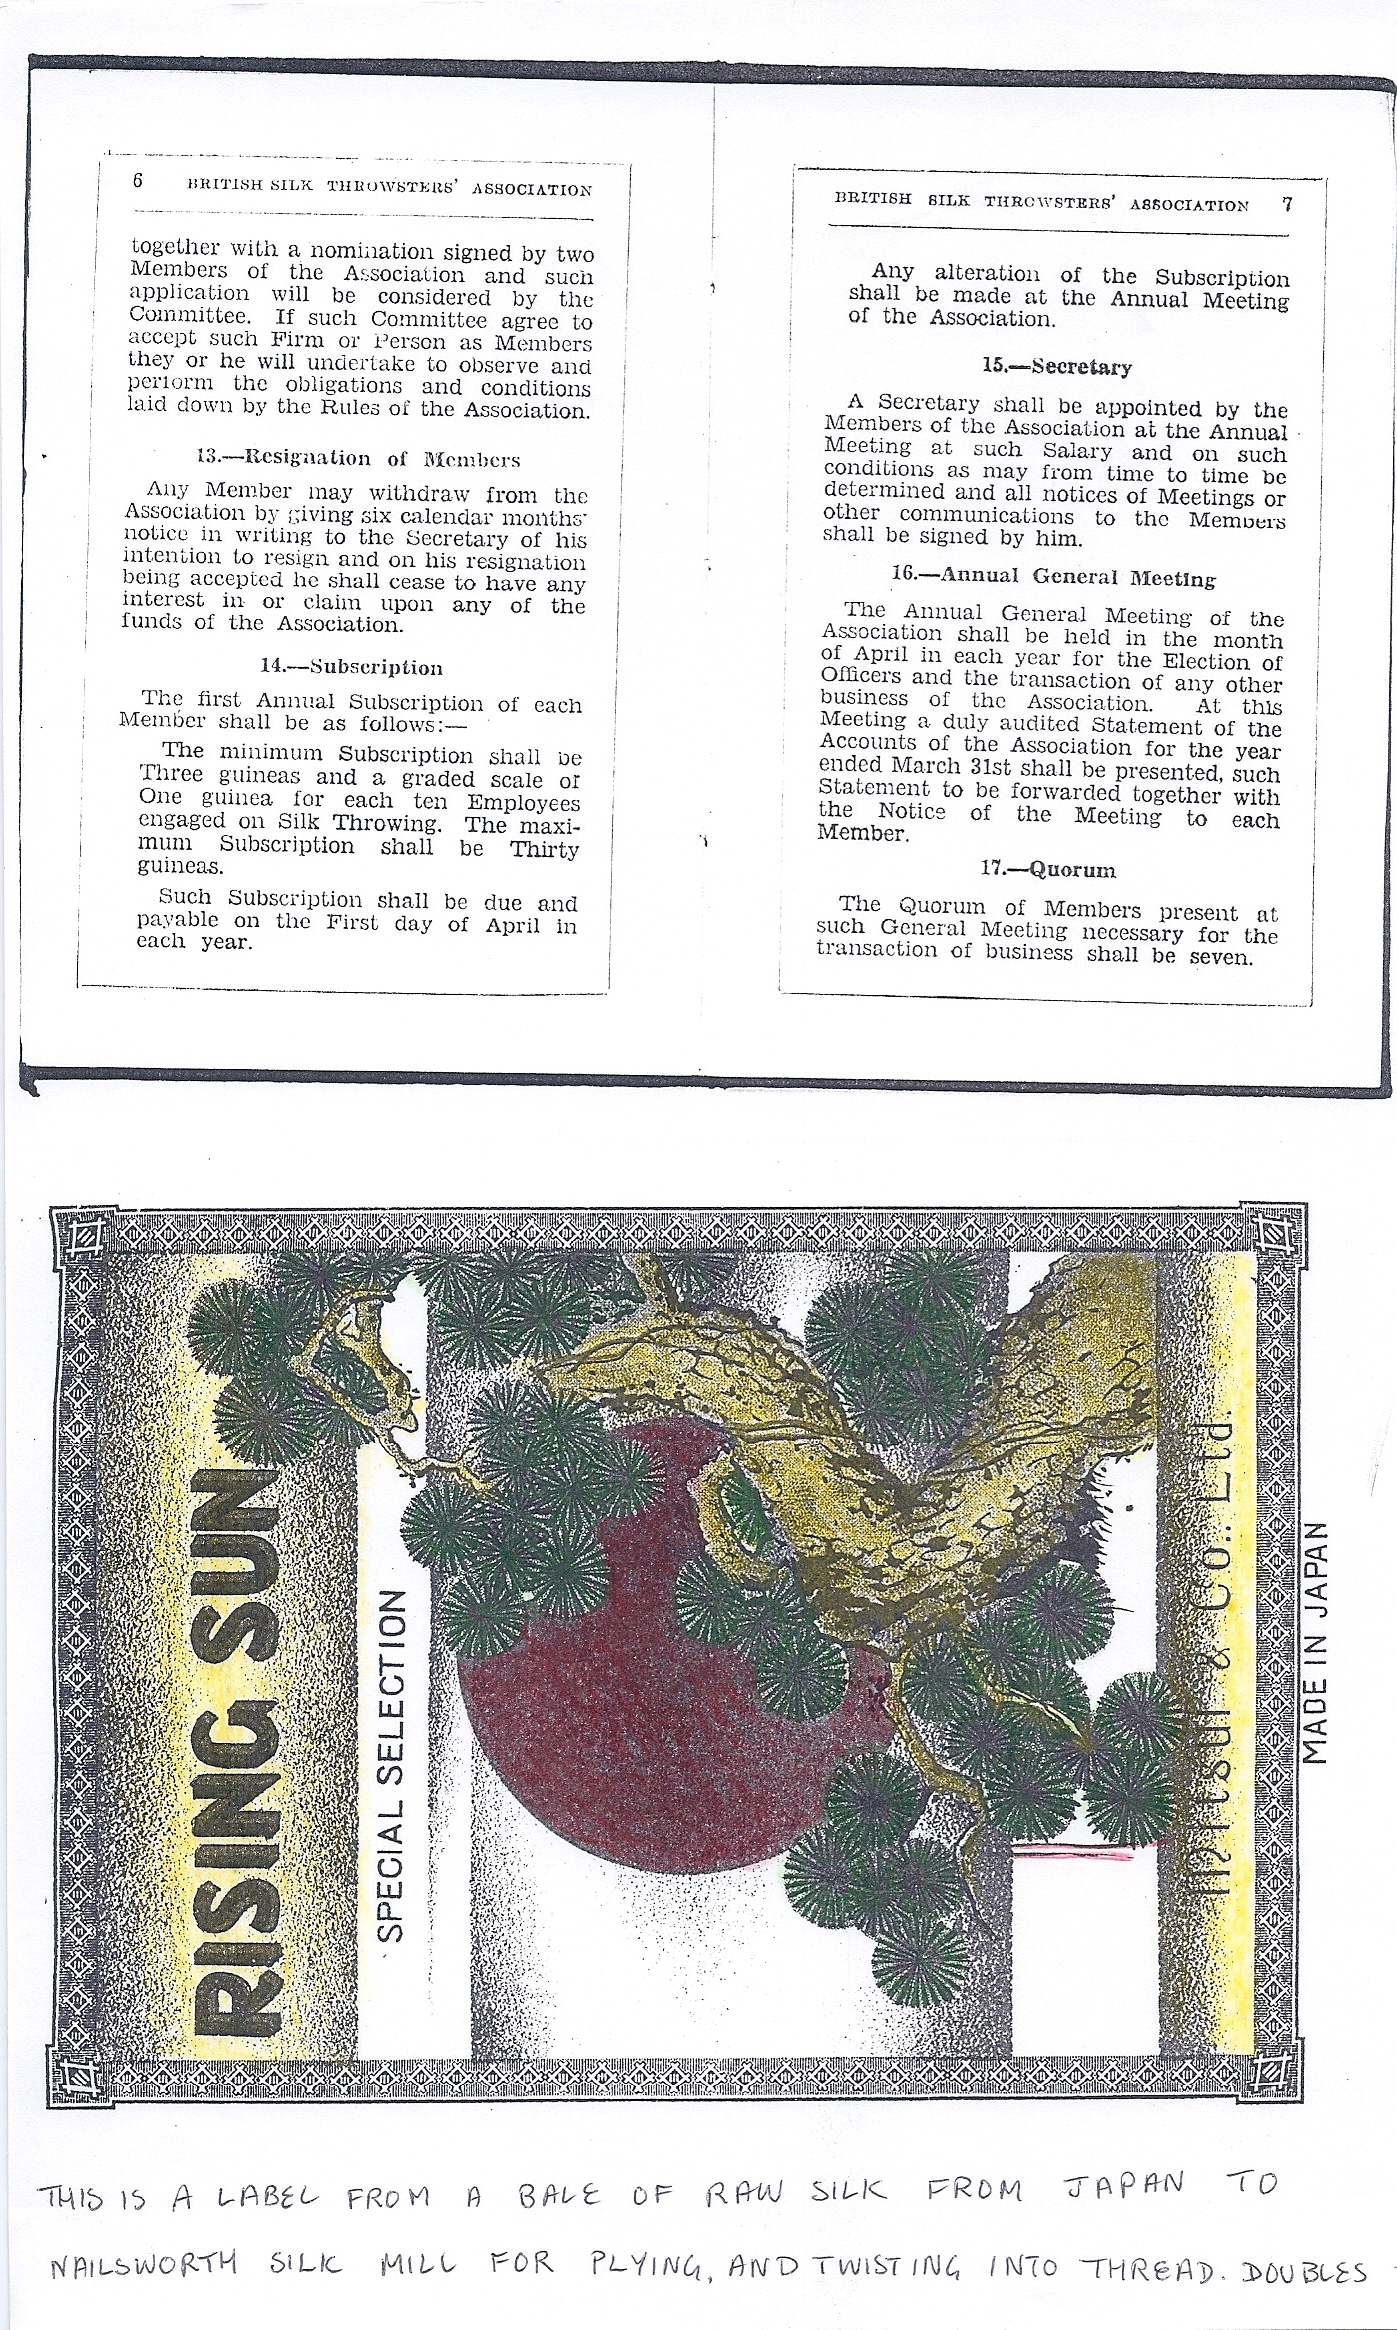 6 BRITISH SILK THROWSTERS' ASSOCIATION
together with a nomination signed by two
Members of the Association and such
application will be considered by the
Committee. If such Committee agree to
accept such Firm or Person as Members
they or he will undertake to observe and
perform the obligations and conditions
laid down by the Rules of the Association.
13.—Resignation of Members
Any Member may withdraw from the
Association by giving six calendar months'
notice in writing to the Secretary of his
intention to resign and on his resignation
being accepted he shall cease to have any
interest in or claim upon any of the
funds of the Association.
14.—Subscription
The first Annual Subscription of each
Member shall be as follows:—
The minimum Subscription shall be
Three guineas and a graded scale of
One guinea for each ten Employees
engaged on Silk Throwing. The maxi-
mum Subscription shall be Thirty
guineas.
Such Subscription shall be due and
payable on the First day of April in
each year.
BRITISH SILK THROWSTERS' ASSOCIATION 7
Any alteration of the Subscription
shall be made at the Annual Meeting
of the Association.
15.—Secretary
A Secretary shall be appointed by the
Members of the Association at the Annual
Meeting at such Salary and on such
conditions as may from time to time be
determined and all notices of Meetings or
other communications to the Members
shall be signed by him.
16.—Annual General Meeting
The Annual General Meeting of the
Association shall be held in the month
of April in each year for the Election of
Officers and the transaction of any other
business of the Association. At this
Meeting a duly audited Statement of the
Accounts of the Association for the year
ended March 31st shall be presented, such
Statement to be forwarded together with
the Notice of the Meeting to each
Member.
17.—Quorum
The Quorum of Members present at
such General Meeting necessary for the
transaction of business shall be seven.
RISING SUN
SPECIAL SELECTION
Mitsui & Co., Ltd.
MADE IN JAPAN
THIS IS A LABEL FROM A BALE OF RAW SILK FROM JAPAN TO
NAILSWORTH SILK MILL FOR PLYING, AND TWISTING INTO THREAD. DOUBLES